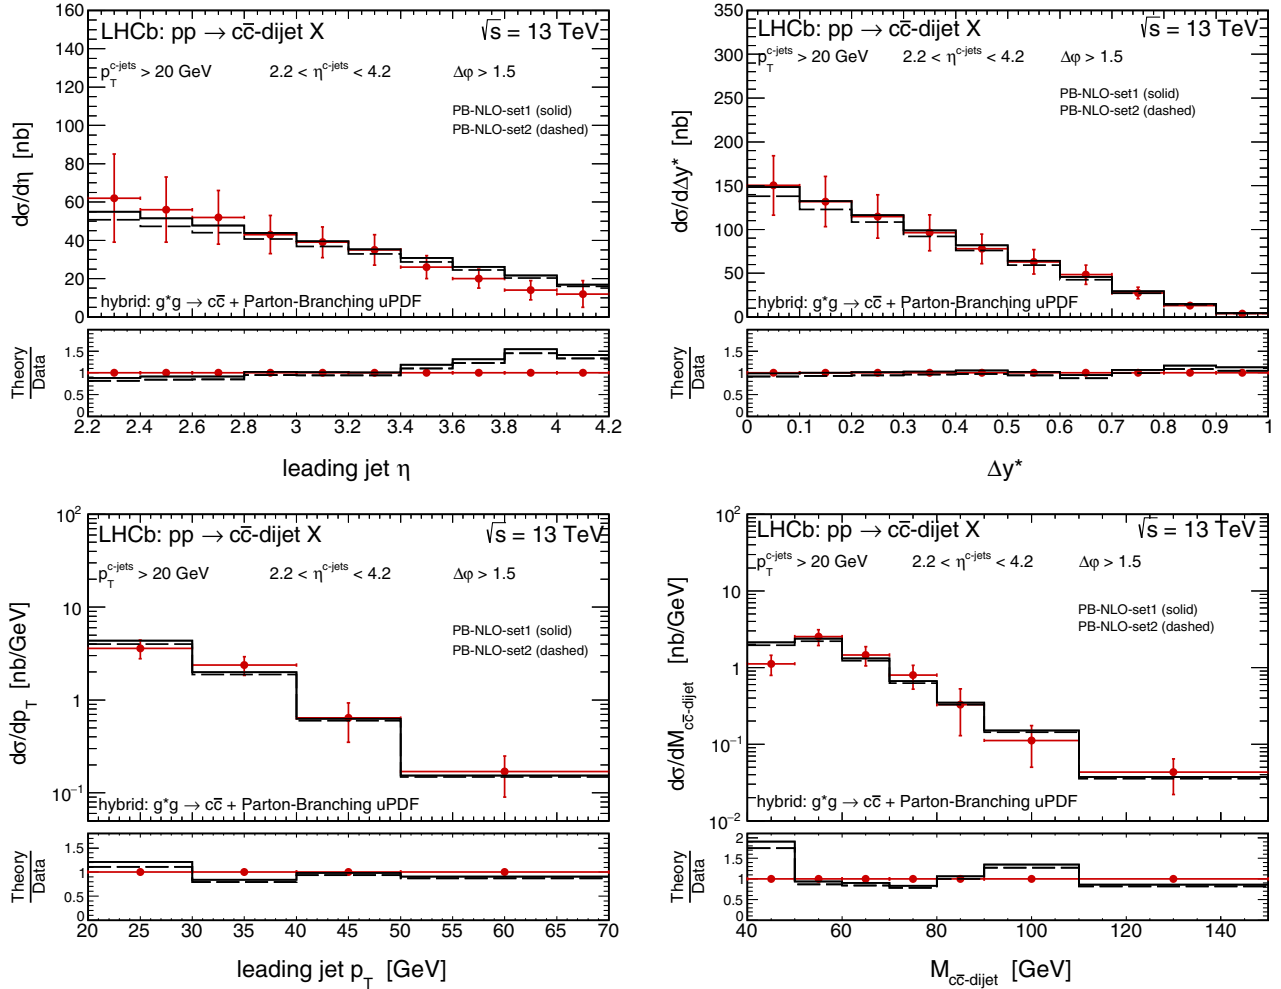 LHCb: pp → cc̄-dijet X √s = 13 TeV
p_T^{c-jets} > 20 GeV 2.2 < η^{c-jets} < 4.2 Δφ > 1.5
PB-NLO-set1 (solid)
PB-NLO-set2 (dashed)
hybrid: g*g → cc̄ + Parton-Branching uPDF
dσ/dη [nb]
160
140
120
100
80
60
40
20
0
Theory
Data
1.5
1
0.5
0
2.2 2.4 2.6 2.8 3 3.2 3.4 3.6 3.8 4 4.2
leading jet η
LHCb: pp → cc̄-dijet X √s = 13 TeV
p_T^{c-jets} > 20 GeV 2.2 < η^{c-jets} < 4.2 Δφ > 1.5
PB-NLO-set1 (solid)
PB-NLO-set2 (dashed)
hybrid: g*g → cc̄ + Parton-Branching uPDF
dσ/dΔy* [nb]
350
300
250
200
150
100
50
0
Theory
Data
1.5
1
0.5
0
0 0.1 0.2 0.3 0.4 0.5 0.6 0.7 0.8 0.9 1
Δy*
LHCb: pp → cc̄-dijet X √s = 13 TeV
p_T^{c-jets} > 20 GeV 2.2 < η^{c-jets} < 4.2 Δφ > 1.5
PB-NLO-set1 (solid)
PB-NLO-set2 (dashed)
hybrid: g*g → cc̄ + Parton-Branching uPDF
dσ/dp_T [nb/GeV]
10²
10
1
10⁻¹
Theory
Data
1.5
1
0.5
0
20 25 30 35 40 45 50 55 60 65 70
leading jet p_T [GeV]
LHCb: pp → cc̄-dijet X √s = 13 TeV
p_T^{c-jets} > 20 GeV 2.2 < η^{c-jets} < 4.2 Δφ > 1.5
PB-NLO-set1 (solid)
PB-NLO-set2 (dashed)
hybrid: g*g → cc̄ + Parton-Branching uPDF
dσ/dM_{cc̄-dijet} [nb/GeV]
10²
10
1
10⁻¹
10⁻²
Theory
Data
2
1.5
1
0.5
0
40 60 80 100 120 140
M_{cc̄-dijet} [GeV]